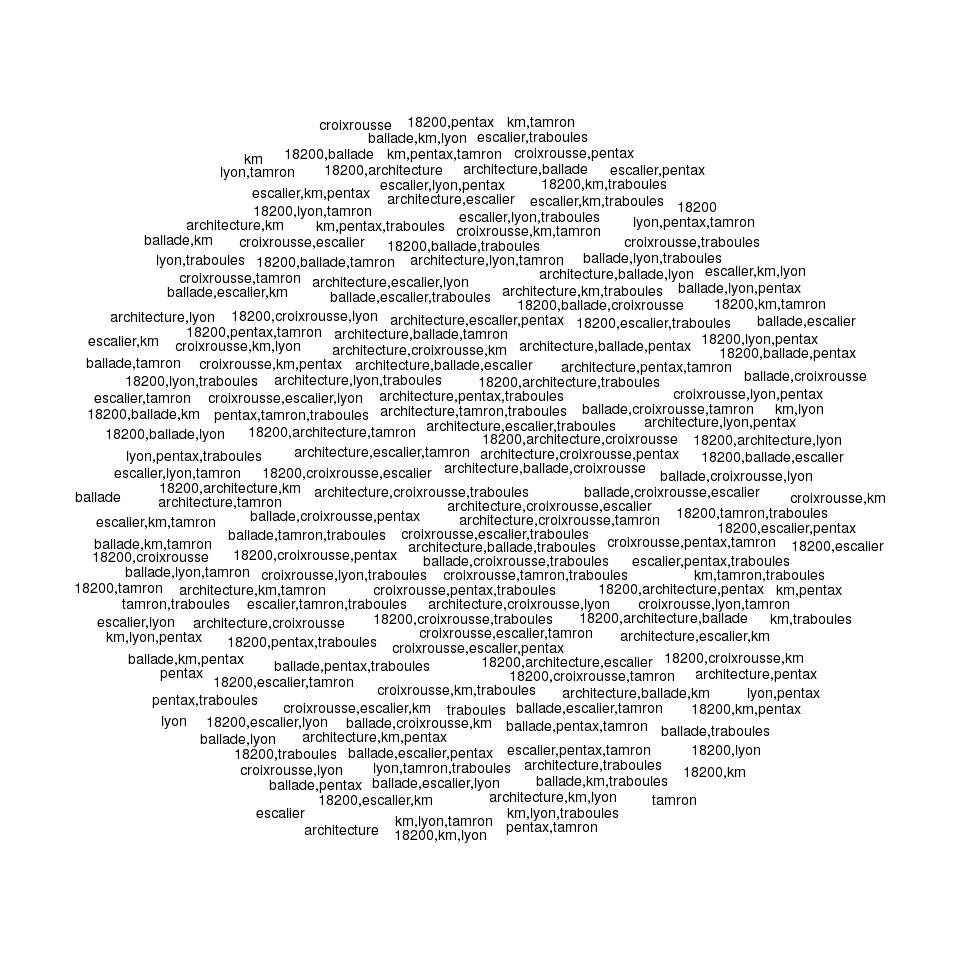 croixrousse 18200,pentax km,tamron
ballade,km,lyon escalier,traboules
km 18200,ballade km,pentax,tamron croixrousse,pentax
lyon,tamron 18200,architecture architecture,ballade escalier,pentax
escalier,km,pentax escalier,lyon,pentax 18200,km,traboules
architecture,escalier escalier,km,traboules 18200
18200,lyon,tamron escalier,lyon,traboules lyon,pentax,tamron
architecture,km km,pentax,traboules croixrousse,km,tamron
ballade,km croixrousse,escalier 18200,ballade,traboules croixrousse,traboules
lyon,traboules 18200,ballade,tamron architecture,lyon,tamron ballade,lyon,traboules
croixrousse,tamron architecture,escalier,lyon architecture,ballade,lyon escalier,km,lyon
ballade,escalier,km ballade,escalier,traboules architecture,km,traboules ballade,lyon,pentax
18200,ballade,croixrousse 18200,km,tamron
architecture,lyon 18200,croixrousse,lyon architecture,escalier,pentax 18200,escalier,traboules ballade,escalier
18200,pentax,tamron architecture,ballade,tamron
escalier,km croixrousse,km,lyon architecture,croixrousse,km architecture,ballade,pentax 18200,lyon,pentax
18200,ballade,pentax
ballade,tamron croixrousse,km,pentax architecture,ballade,escalier architecture,pentax,tamron
18200,lyon,traboules architecture,lyon,traboules 18200,architecture,traboules ballade,croixrousse
escalier,tamron croixrousse,escalier,lyon architecture,pentax,traboules croixrousse,lyon,pentax
18200,ballade,km pentax,tamron,traboules architecture,tamron,traboules ballade,croixrousse,tamron km,lyon
architecture,escalier,traboules architecture,lyon,pentax
18200,ballade,lyon 18200,architecture,tamron 18200,architecture,croixrousse 18200,architecture,lyon
lyon,pentax,traboules architecture,escalier,tamron architecture,croixrousse,pentax 18200,ballade,escalier
escalier,lyon,tamron 18200,croixrousse,escalier architecture,ballade,croixrousse ballade,croixrousse,lyon
18200,architecture,km architecture,croixrousse,traboules ballade,croixrousse,escalier
ballade architecture,tamron architecture,croixrousse,escalier croixrousse,km
escalier,km,tamron ballade,croixrousse,pentax architecture,croixrousse,tamron 18200,tamron,traboules
ballade,tamron,traboules croixrousse,escalier,traboules 18200,escalier,pentax
ballade,km,tamron architecture,ballade,traboules croixrousse,pentax,tamron 18200,escalier
18200,croixrousse 18200,croixrousse,pentax ballade,croixrousse,traboules escalier,pentax,traboules
ballade,lyon,tamron croixrousse,lyon,traboules croixrousse,tamron,traboules km,tamron,traboules
18200,tamron architecture,km,tamron croixrousse,pentax,traboules 18200,architecture,pentax km,pentax
tamron,traboules escalier,tamron,traboules architecture,croixrousse,lyon croixrousse,lyon,tamron
escalier,lyon architecture,croixrousse 18200,croixrousse,traboules 18200,architecture,ballade km,traboules
km,lyon,pentax 18200,pentax,traboules croixrousse,escalier,tamron architecture,escalier,km
croixrousse,escalier,pentax
ballade,km,pentax ballade,pentax,traboules 18200,architecture,escalier 18200,croixrousse,km
pentax 18200,escalier,tamron 18200,croixrousse,tamron architecture,pentax
croixrousse,km,traboules architecture,ballade,km lyon,pentax
pentax,traboules croixrousse,escalier,km traboules ballade,escalier,tamron 18200,km,pentax
lyon 18200,escalier,lyon ballade,croixrousse,km ballade,pentax,tamron ballade,traboules
ballade,lyon architecture,km,pentax
18200,traboules ballade,escalier,pentax escalier,pentax,tamron 18200,lyon
croixrousse,lyon lyon,tamron,traboules architecture,traboules 18200,km
ballade,pentax ballade,escalier,lyon ballade,km,traboules
18200,escalier,km architecture,km,lyon tamron
escalier km,lyon,tamron km,lyon,traboules
architecture 18200,km,lyon pentax,tamron